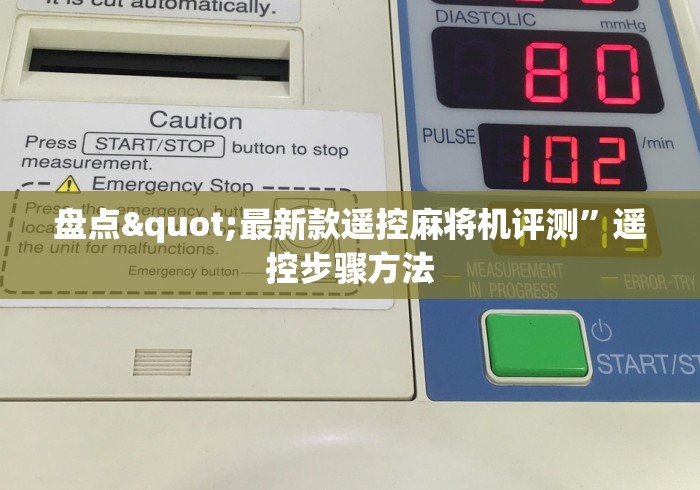 it is cut automatically.
DIASTOLIC
mmHg
80
Caution
Press START/STOP button to stop
measurement.
PULSE
102
/min
Emergency Stop
盘点&quot;最新款遥控麻将机评测”遥
控步骤方法
the unit for malfunctions.
Emergency button
MEASUREMENT
IN PROGRESS
ERROR-TRY
START/S